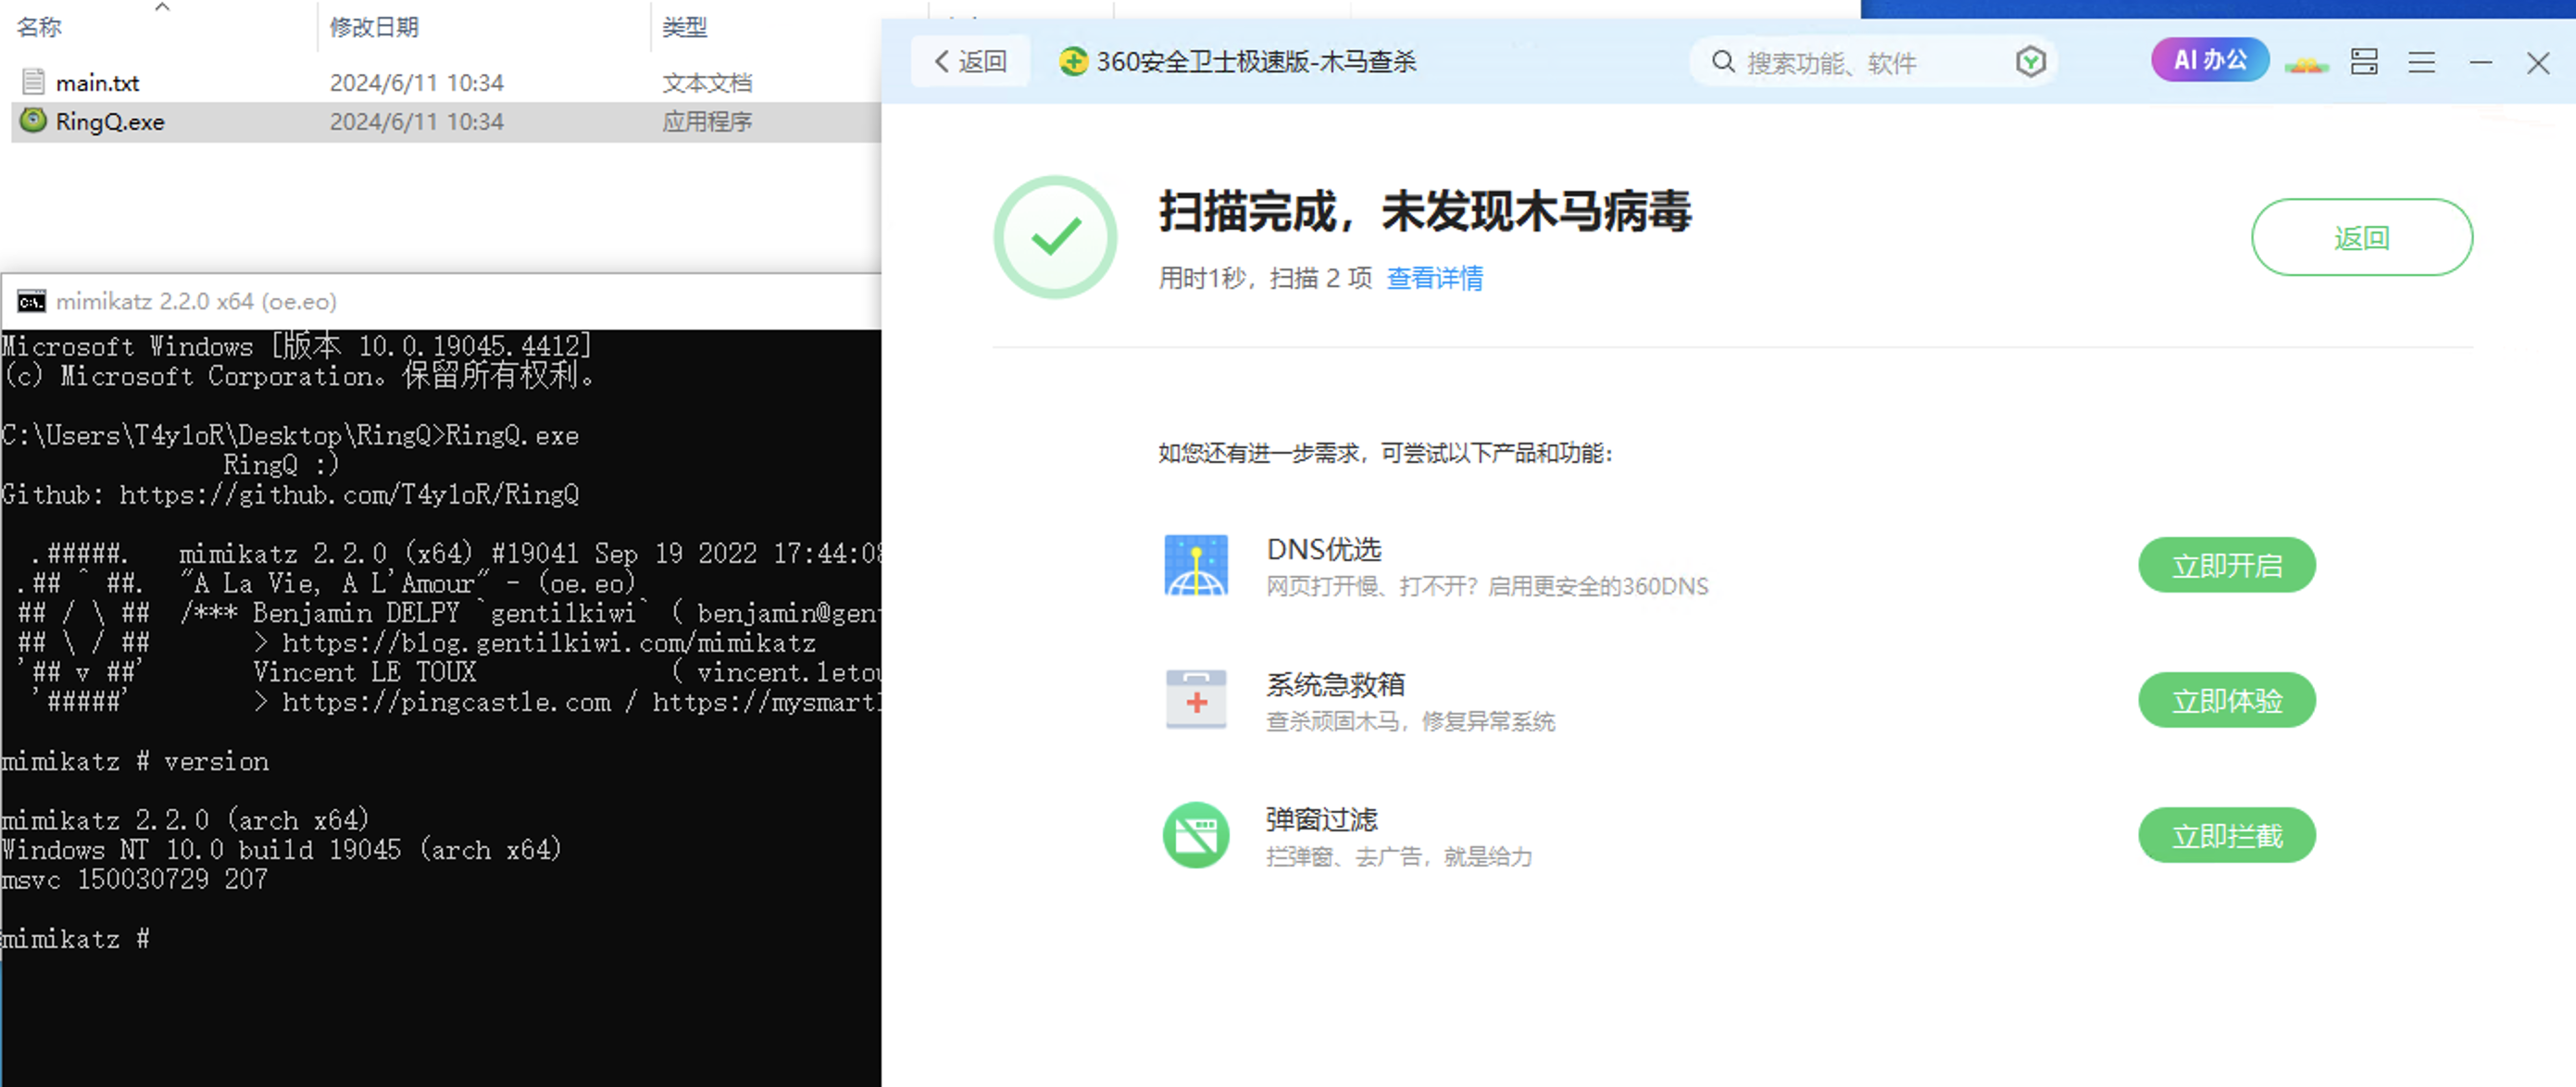 名称 修改日期 类型
main.txt 2024/6/11 10:34 文本文档
RingQ.exe 2024/6/11 10:34 应用程序
mimikatz 2.2.0 x64 (oe.eo)
Microsoft Windows [版本 10.0.19045.4412]
(c) Microsoft Corporation。保留所有权利。
C:\Users\T4y1oR\Desktop\RingQ>RingQ.exe
RingQ :)
Github: https://github.com/T4y1oR/RingQ
.#####. mimikatz 2.2.0 (x64) #19041 Sep 19 2022 17:44:08
.## ^ ##. "A La Vie, A L'Amour" - (oe.eo)
## / \ ## /*** Benjamin DELPY `gentilkiwi` ( benjamin@gent
## \ / ## > https://blog.gentilkiwi.com/mimikatz
'## v ##' Vincent LE TOUX ( vincent.letou
'#####' > https://pingcastle.com / https://mysmartl
mimikatz # version
mimikatz 2.2.0 (arch x64)
Windows NT 10.0 build 19045 (arch x64)
msvc 150030729 207
mimikatz #
返回 360安全卫士极速版-木马查杀 搜索功能、软件 AI 办公
扫描完成，未发现木马病毒
用时1秒，扫描 2 项 查看详情
返回
如您还有进一步需求，可尝试以下产品和功能：
DNS优选
网页打开慢、打不开？启用更安全的360DNS
立即开启
系统急救箱
查杀顽固木马，修复异常系统
立即体验
弹窗过滤
拦弹窗、去广告，就是给力
立即拦截